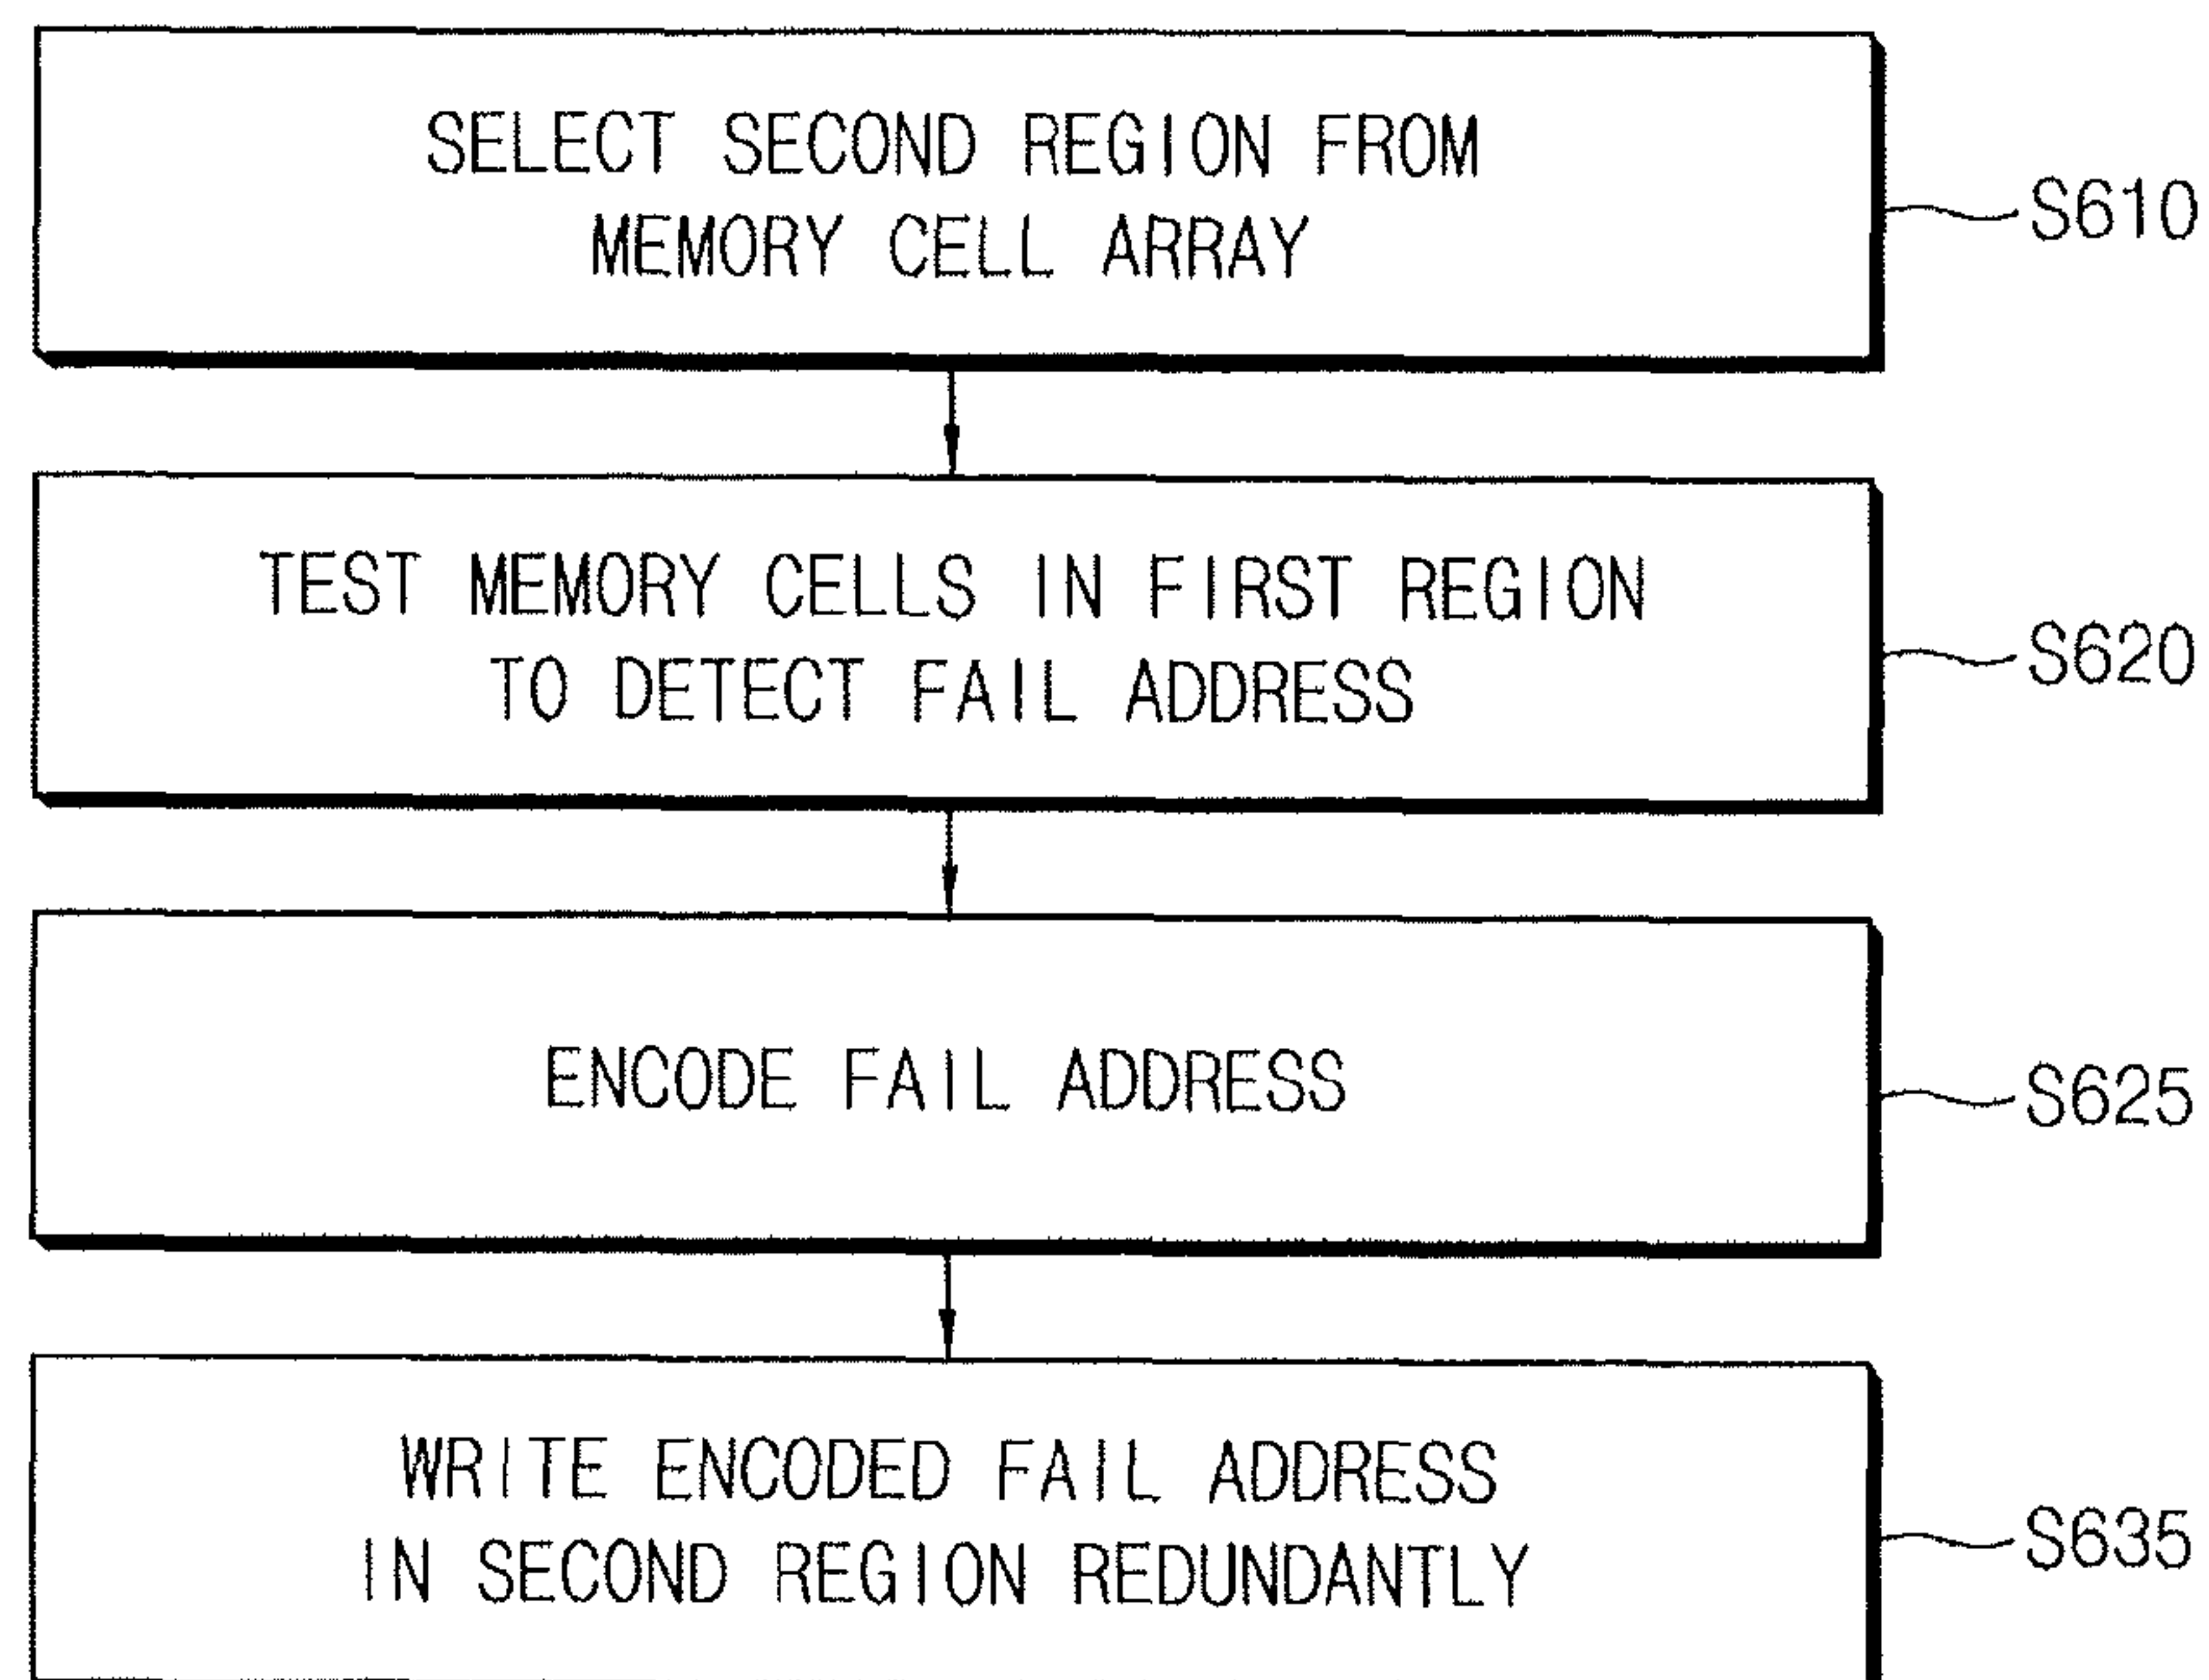 SELECT SECOND REGION FROM
MEMORY CELL ARRAY
S610
TEST MEMORY CELLS IN FIRST REGION
TO DETECT FAIL ADDRESS
S620
ENCODE FAIL ADDRESS
S625
WRITE ENCODED FAIL ADDRESS
IN SECOND REGION REDUNDANTLY
S635